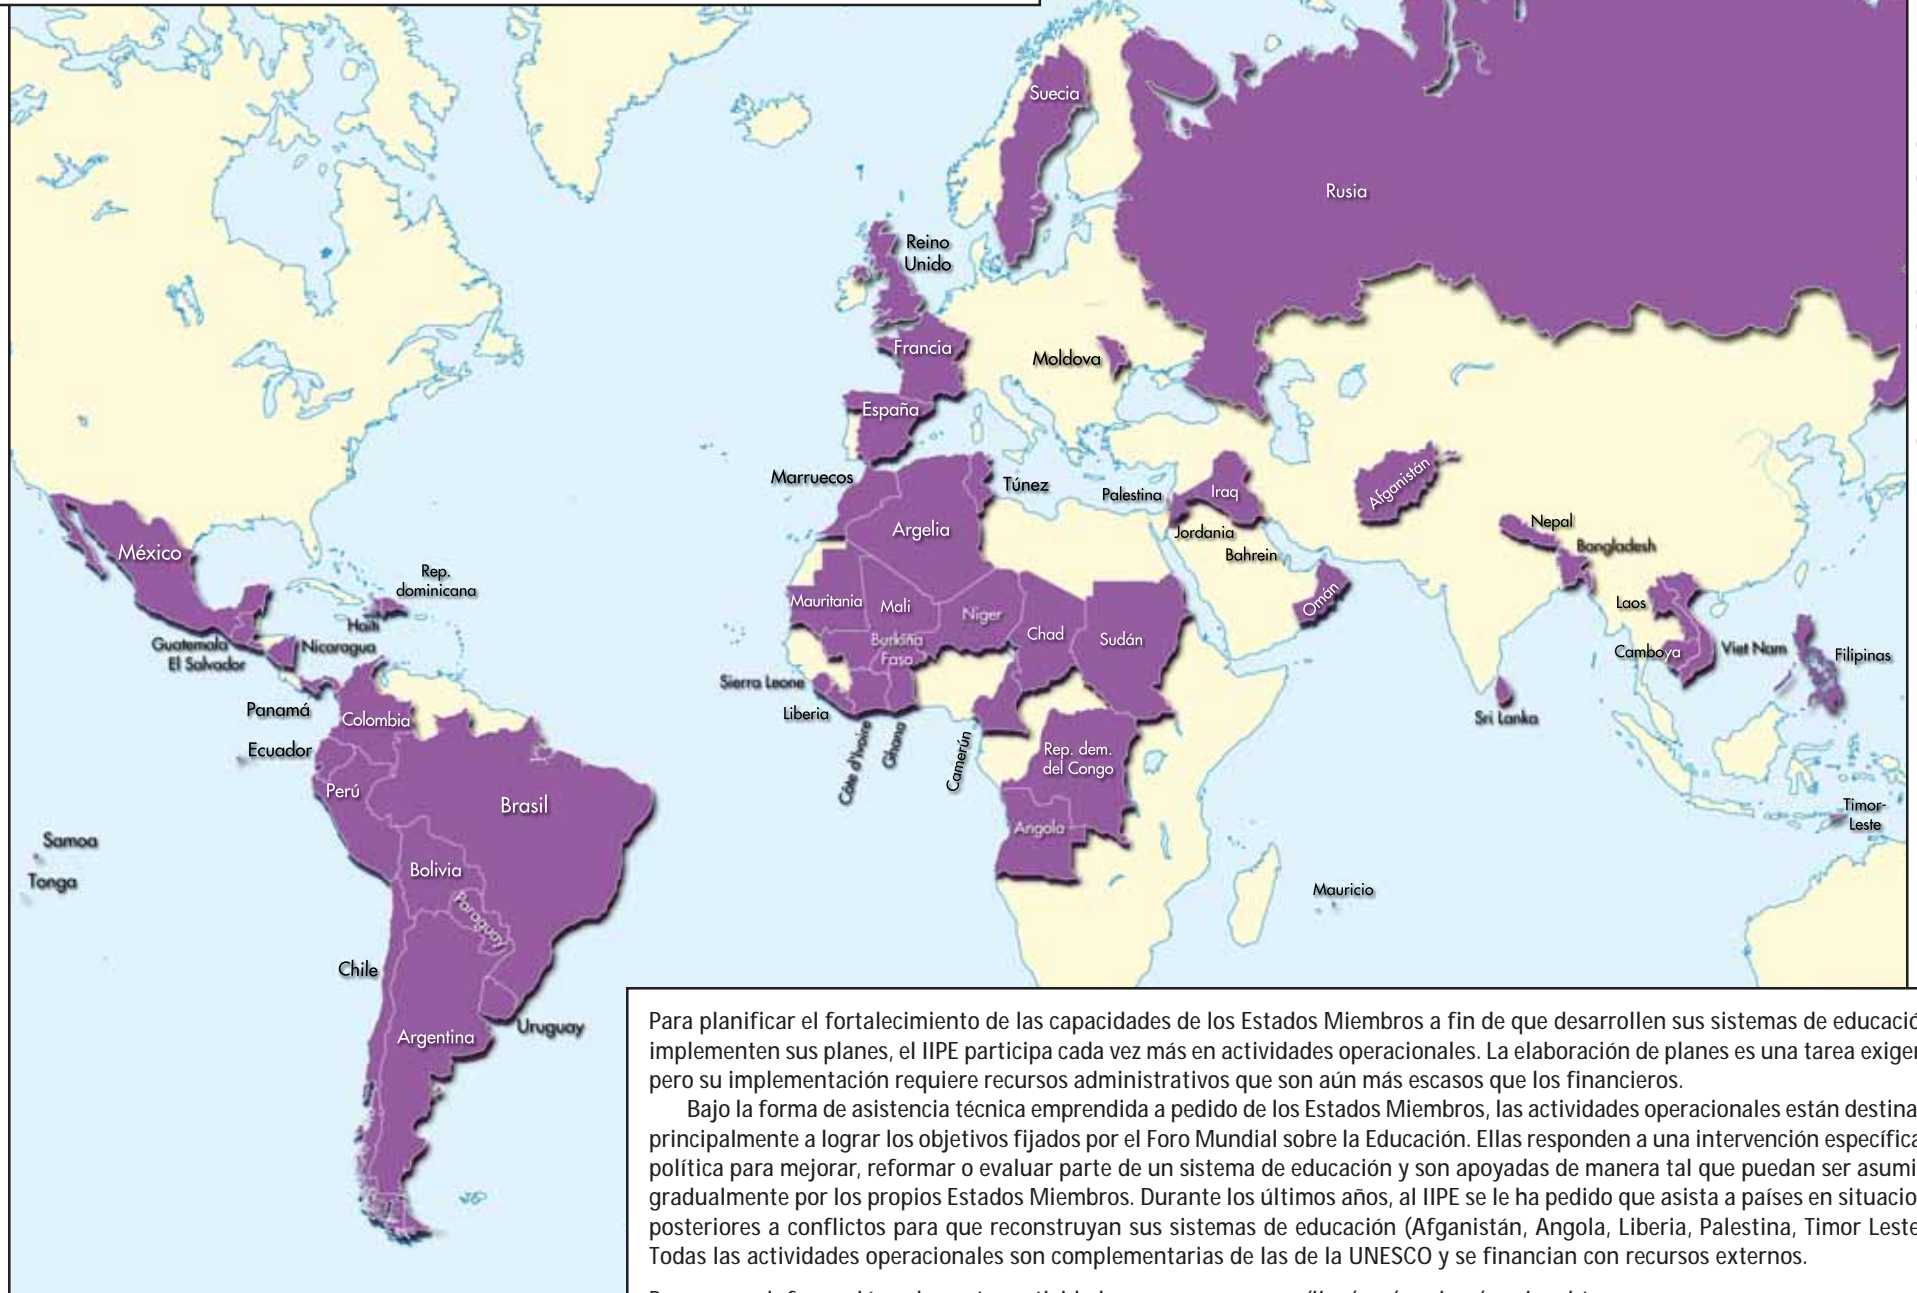 Suecia
Rusia
Reino
Unido
Francia
Moldova
España
Marruecos
Túnez
Palestina
Iraq
Afganistán
Argelia
Jordania
Bahrein
Nepal
Bangladesh
México
Rep.
dominicana
Haïti
Guatemala
El Salvador
Nicaragua
Mauritania
Mali
Niger
Chad
Sudán
Omán
Burkina
Faso
Laos
Camboya
Viet Nam
Filipinas
Sierra Leone
Liberia
Côte d'Ivoire
Ghana
Camerún
Sri Lanka
Panamá
Colombia
Ecuador
Perú
Brasil
Rep. dem.
del Congo
Angola
Timor-
Leste
Samoa
Tonga
Bolivia
Paraguay
Mauricio
Chile
Argentina
Uruguay
Para planificar el fortalecimiento de las capacidades de los Estados Miembros a fin de que desarrollen sus sistemas de educació
implementen sus planes, el IIPE participa cada vez más en actividades operacionales. La elaboración de planes es una tarea exiger
pero su implementación requiere recursos administrativos que son aún más escasos que los financieros.
Bajo la forma de asistencia técnica emprendida a pedido de los Estados Miembros, las actividades operacionales están destina
principalmente a lograr los objetivos fijados por el Foro Mundial sobre la Educación. Ellas responden a una intervención específica
política para mejorar, reformar o evaluar parte de un sistema de educación y son apoyadas de manera tal que puedan ser asumi
gradualmente por los propios Estados Miembros. Durante los últimos años, al IIPE se le ha pedido que asista a países en situacio
posteriores a conflictos para que reconstruyan sus sistemas de educación (Afganistán, Angola, Liberia, Palestina, Timor Leste
Todas las actividades operacionales son complementarias de las de la UNESCO y se financian con recursos externos.